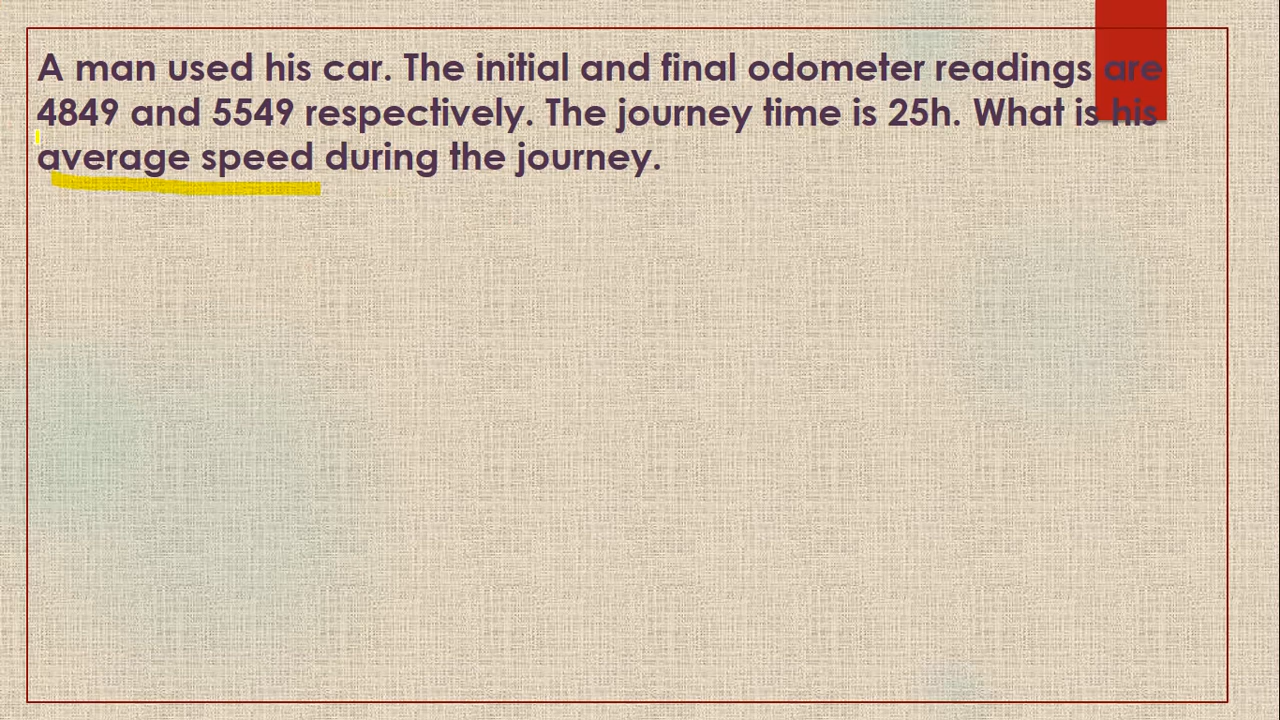 A man used his car. The initial and final odometer readings are
4849 and 5549 respectively. The journey time is 25h. What is his
average speed during the journey.